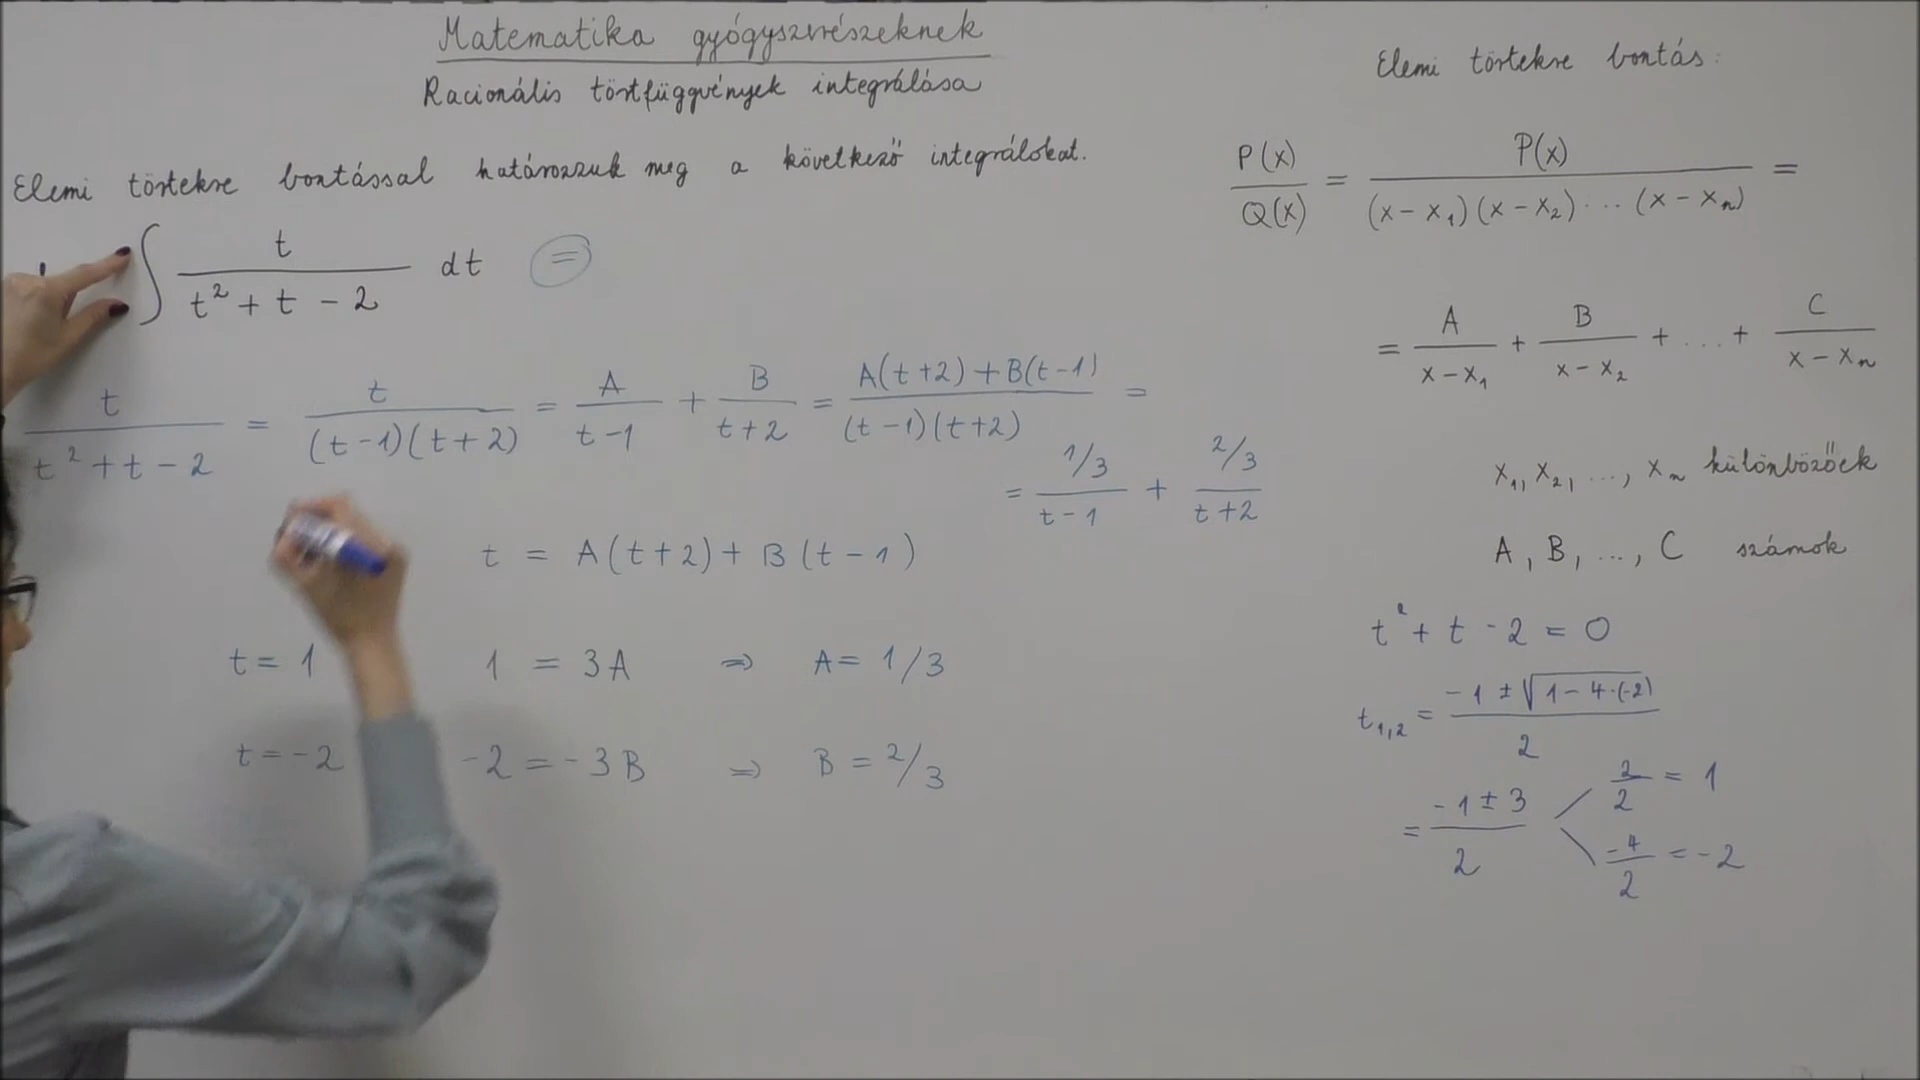 Matematika gyógyszerészeknek
Racionális törtfüggvények integrálása
Elemi törtekre bontással határozzuk meg a következő integrálokat.
∫ t / (t² + t - 2) dt =
t / (t² + t - 2) = t / ((t-1)(t+2)) = A / (t-1) + B / (t+2) = (A(t+2) + B(t-1)) / ((t-1)(t+2)) =
= (1/3) / (t-1) + (2/3) / (t+2)
t = A(t+2) + B(t-1)
t = 1 1 = 3A ⇒ A = 1/3
t = -2 -2 = -3B ⇒ B = 2/3
Elemi törtekre bontás:
P(x) / Q(x) = P(x) / ((x-x₁)(x-x₂)...(x-xₙ)) =
= A / (x-x₁) + B / (x-x₂) + ... + C / (x-xₙ)
x₁, x₂, ..., xₙ különbözőek
A, B, ..., C számok
t² + t - 2 = 0
t₁,₂ = (-1 ± √(1-4·(-2))) / 2
= (-1 ± 3) / 2
2/2 = 1
-4/2 = -2